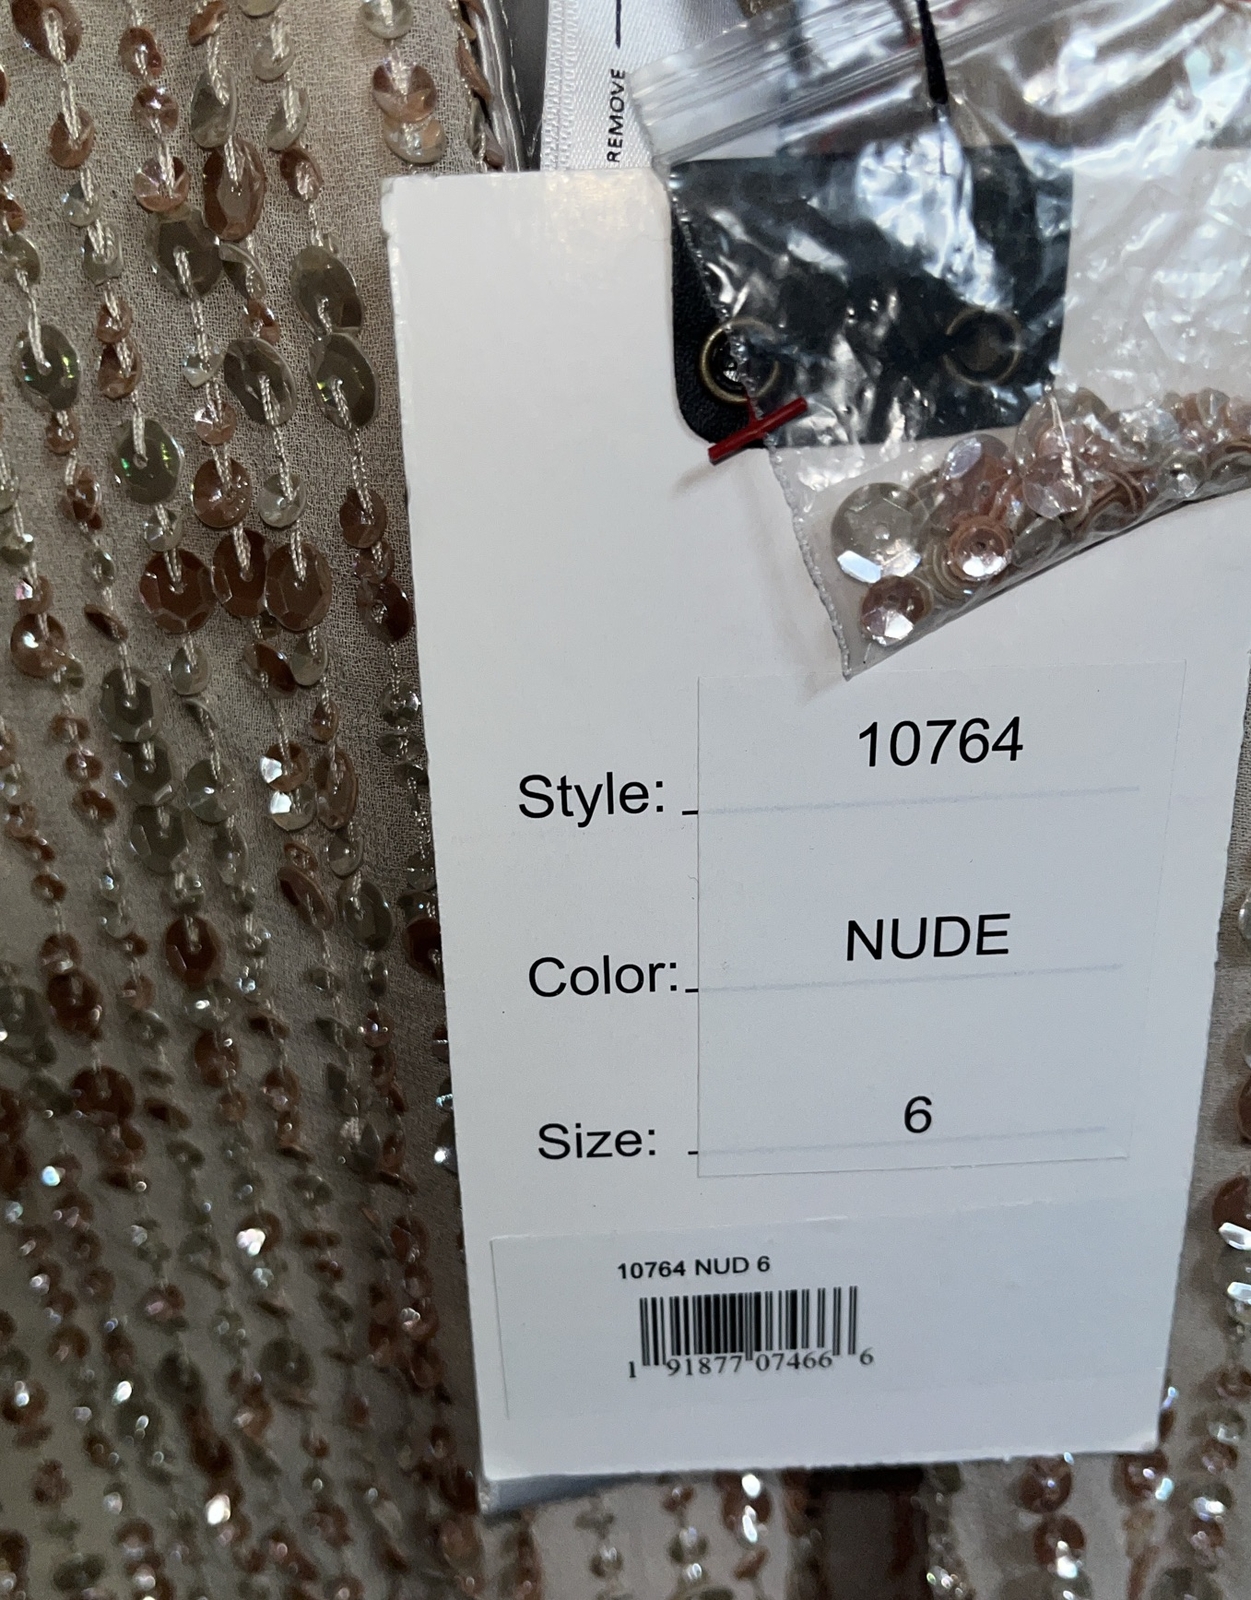 REMOVE
Style: 10764
Color: NUDE
Size: 6
10764 NUD 6
1 91877 07466 6